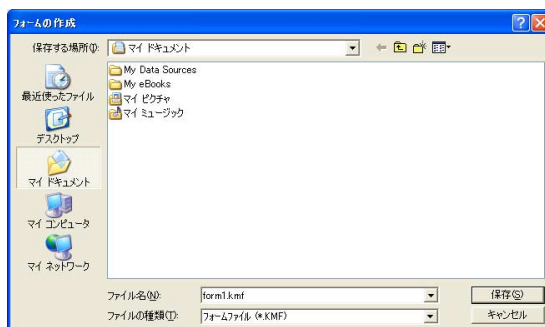 フォームの作成
保存する場所(I):
マイ ドキュメント
最近使ったファイル
デスクトップ
マイ ドキュメント
マイ コンピュータ
マイ ネットワーク
My Data Sources
My eBooks
マイ ピクチャ
マイ ミュージック
ファイル名(N):
form1.kmf
保存(S)
ファイルの種類(T):
フォームファイル (*.KMF)
キャンセル